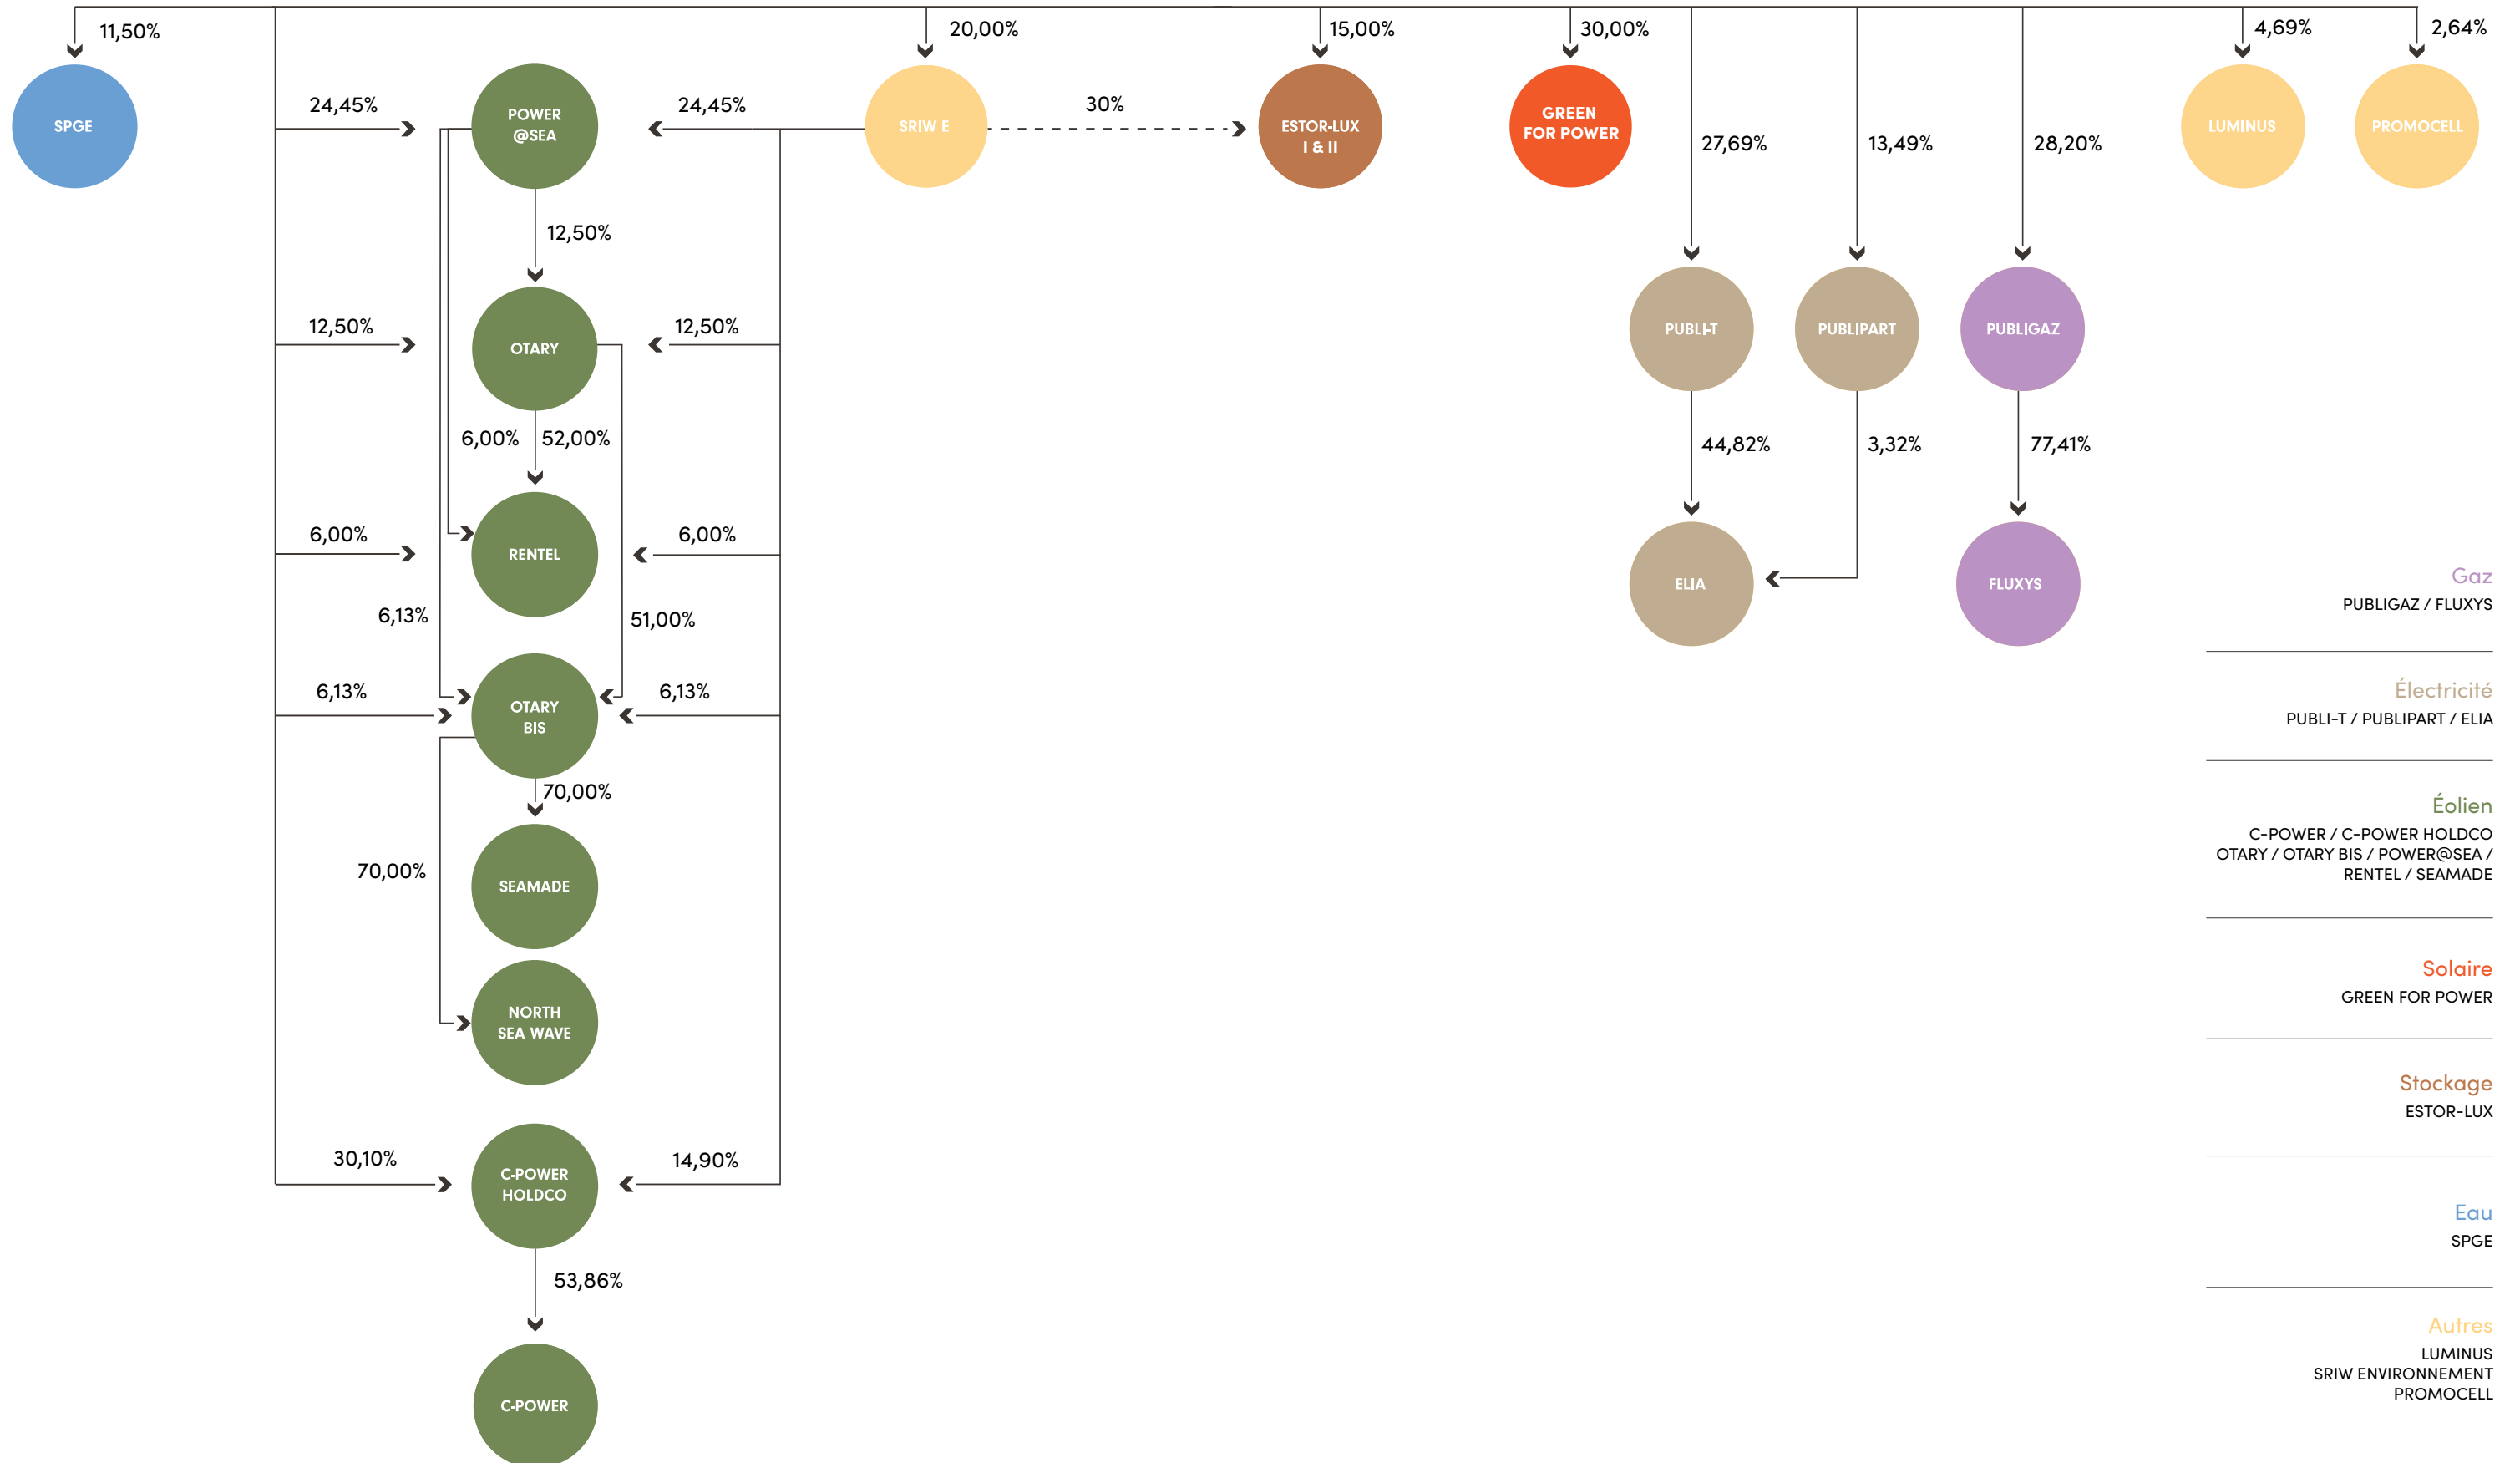 11,50%
20,00%
15,00%
30,00%
4,69%
2,64%
SPGE
24,45%
POWER
@SEA
24,45%
SRIW E
30%
ESTOR-LUX
I & II
GREEN
FOR POWER
27,69%
13,49%
28,20%
LUMINUS
PROMOCELL
12,50%
12,50%
OTARY
12,50%
PUBLI-T
PUBLIPART
PUBLIGAZ
6,00%
52,00%
44,82%
3,32%
77,41%
6,00%
RENTEL
6,00%
ELIA
FLUXYS
6,13%
51,00%
6,13%
OTARY
BIS
6,13%
70,00%
70,00%
SEAMADE
NORTH
SEA WAVE
30,10%
C-POWER
HOLDCO
14,90%
53,86%
C-POWER
Gaz
PUBLIGAZ / FLUXYS
Électricité
PUBLI-T / PUBLIPART / ELIA
Éolien
C-POWER / C-POWER HOLDCO
OTARY / OTARY BIS / POWER@SEA /
RENTEL / SEAMADE
Solaire
GREEN FOR POWER
Stockage
ESTOR-LUX
Eau
SPGE
Autres
LUMINUS
SRIW ENVIRONNEMENT
PROMOCELL